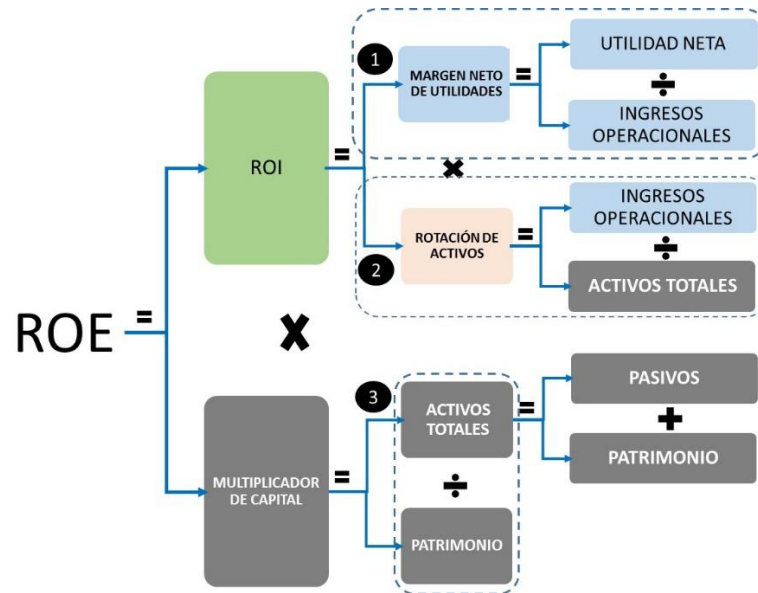 1
MARGEN NETO
DE UTILIDADES
=
UTILIDAD NETA
÷
INGRESOS
OPERACIONALES
ROI
=
×
2
ROTACIÓN DE
ACTIVOS
=
INGRESOS
OPERACIONALES
÷
ACTIVOS TOTALES
ROE
=
×
MULTIPLICADOR
DE CAPITAL
=
3
ACTIVOS
TOTALES
=
÷
PATRIMONIO
PASIVOS
+
PATRIMONIO